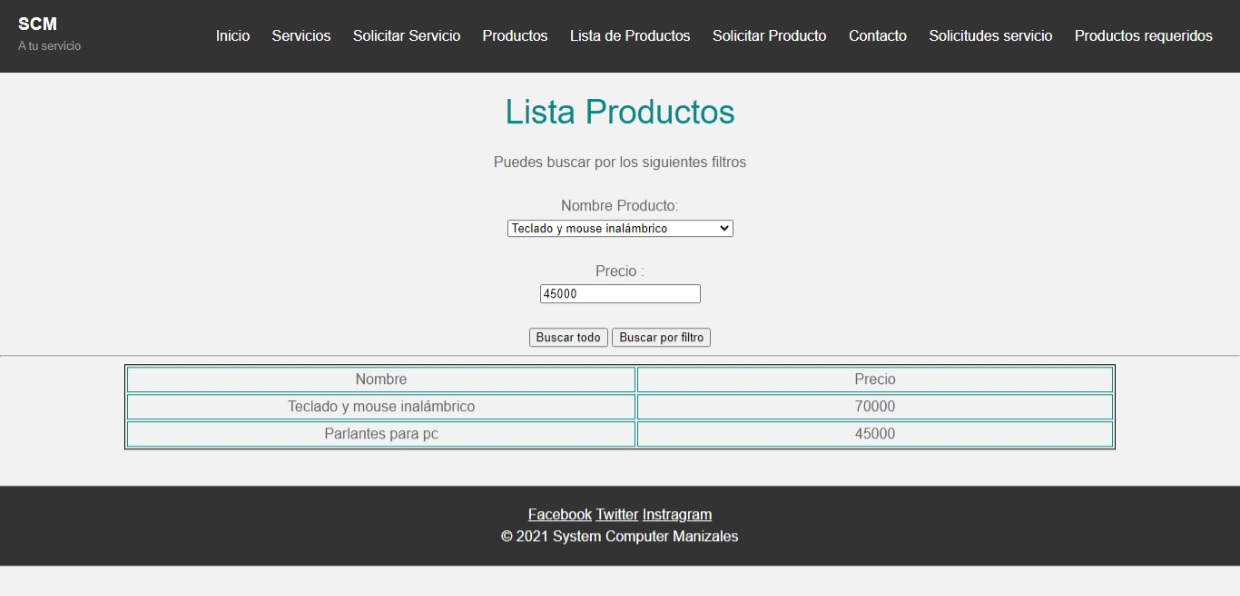 SCM
A tu servicio
Inicio Servicios Solicitar Servicio Productos Lista de Productos Solicitar Producto Contacto Solicitudes servicio Productos requeridos
Lista Productos
Puedes buscar por los siguientes filtros
Nombre Producto:
Teclado y mouse inalámbrico
Precio :
45000
Buscar todo Buscar por filtro
Nombre Precio
Teclado y mouse inalámbrico 70000
Parlantes para pc 45000
Facebook Twitter Instragram
© 2021 System Computer Manizales